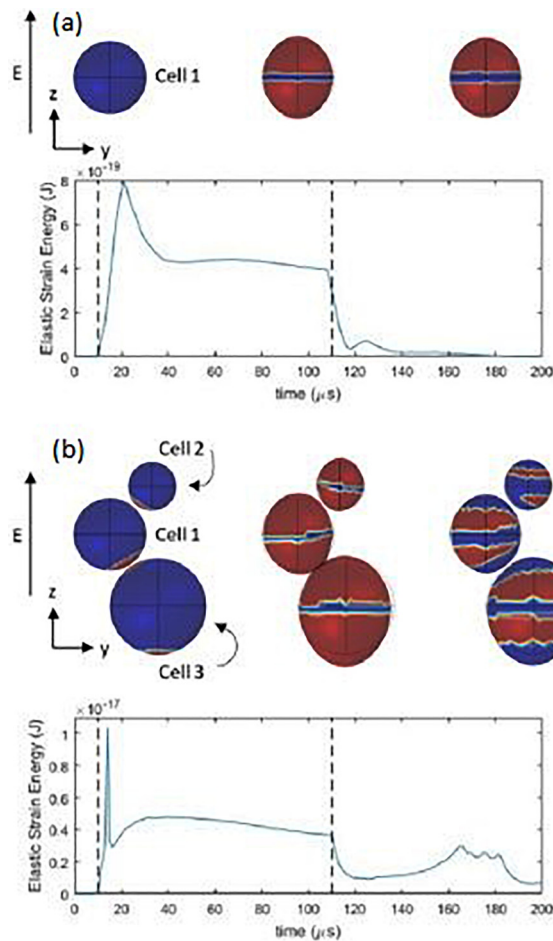 (a)
Cell 1
E
z
y
× 10⁻¹⁹
8
6
4
2
0
Elastic Strain Energy (J)
0 20 40 60 80 100 120 140 160 180 200
time (μs)
(b)
Cell 2
Cell 1
E
z
y
Cell 3
× 10⁻¹⁷
1
0.8
0.6
0.4
0.2
0
Elastic Strain Energy (J)
0 20 40 60 80 100 120 140 160 180 200
time (μs)